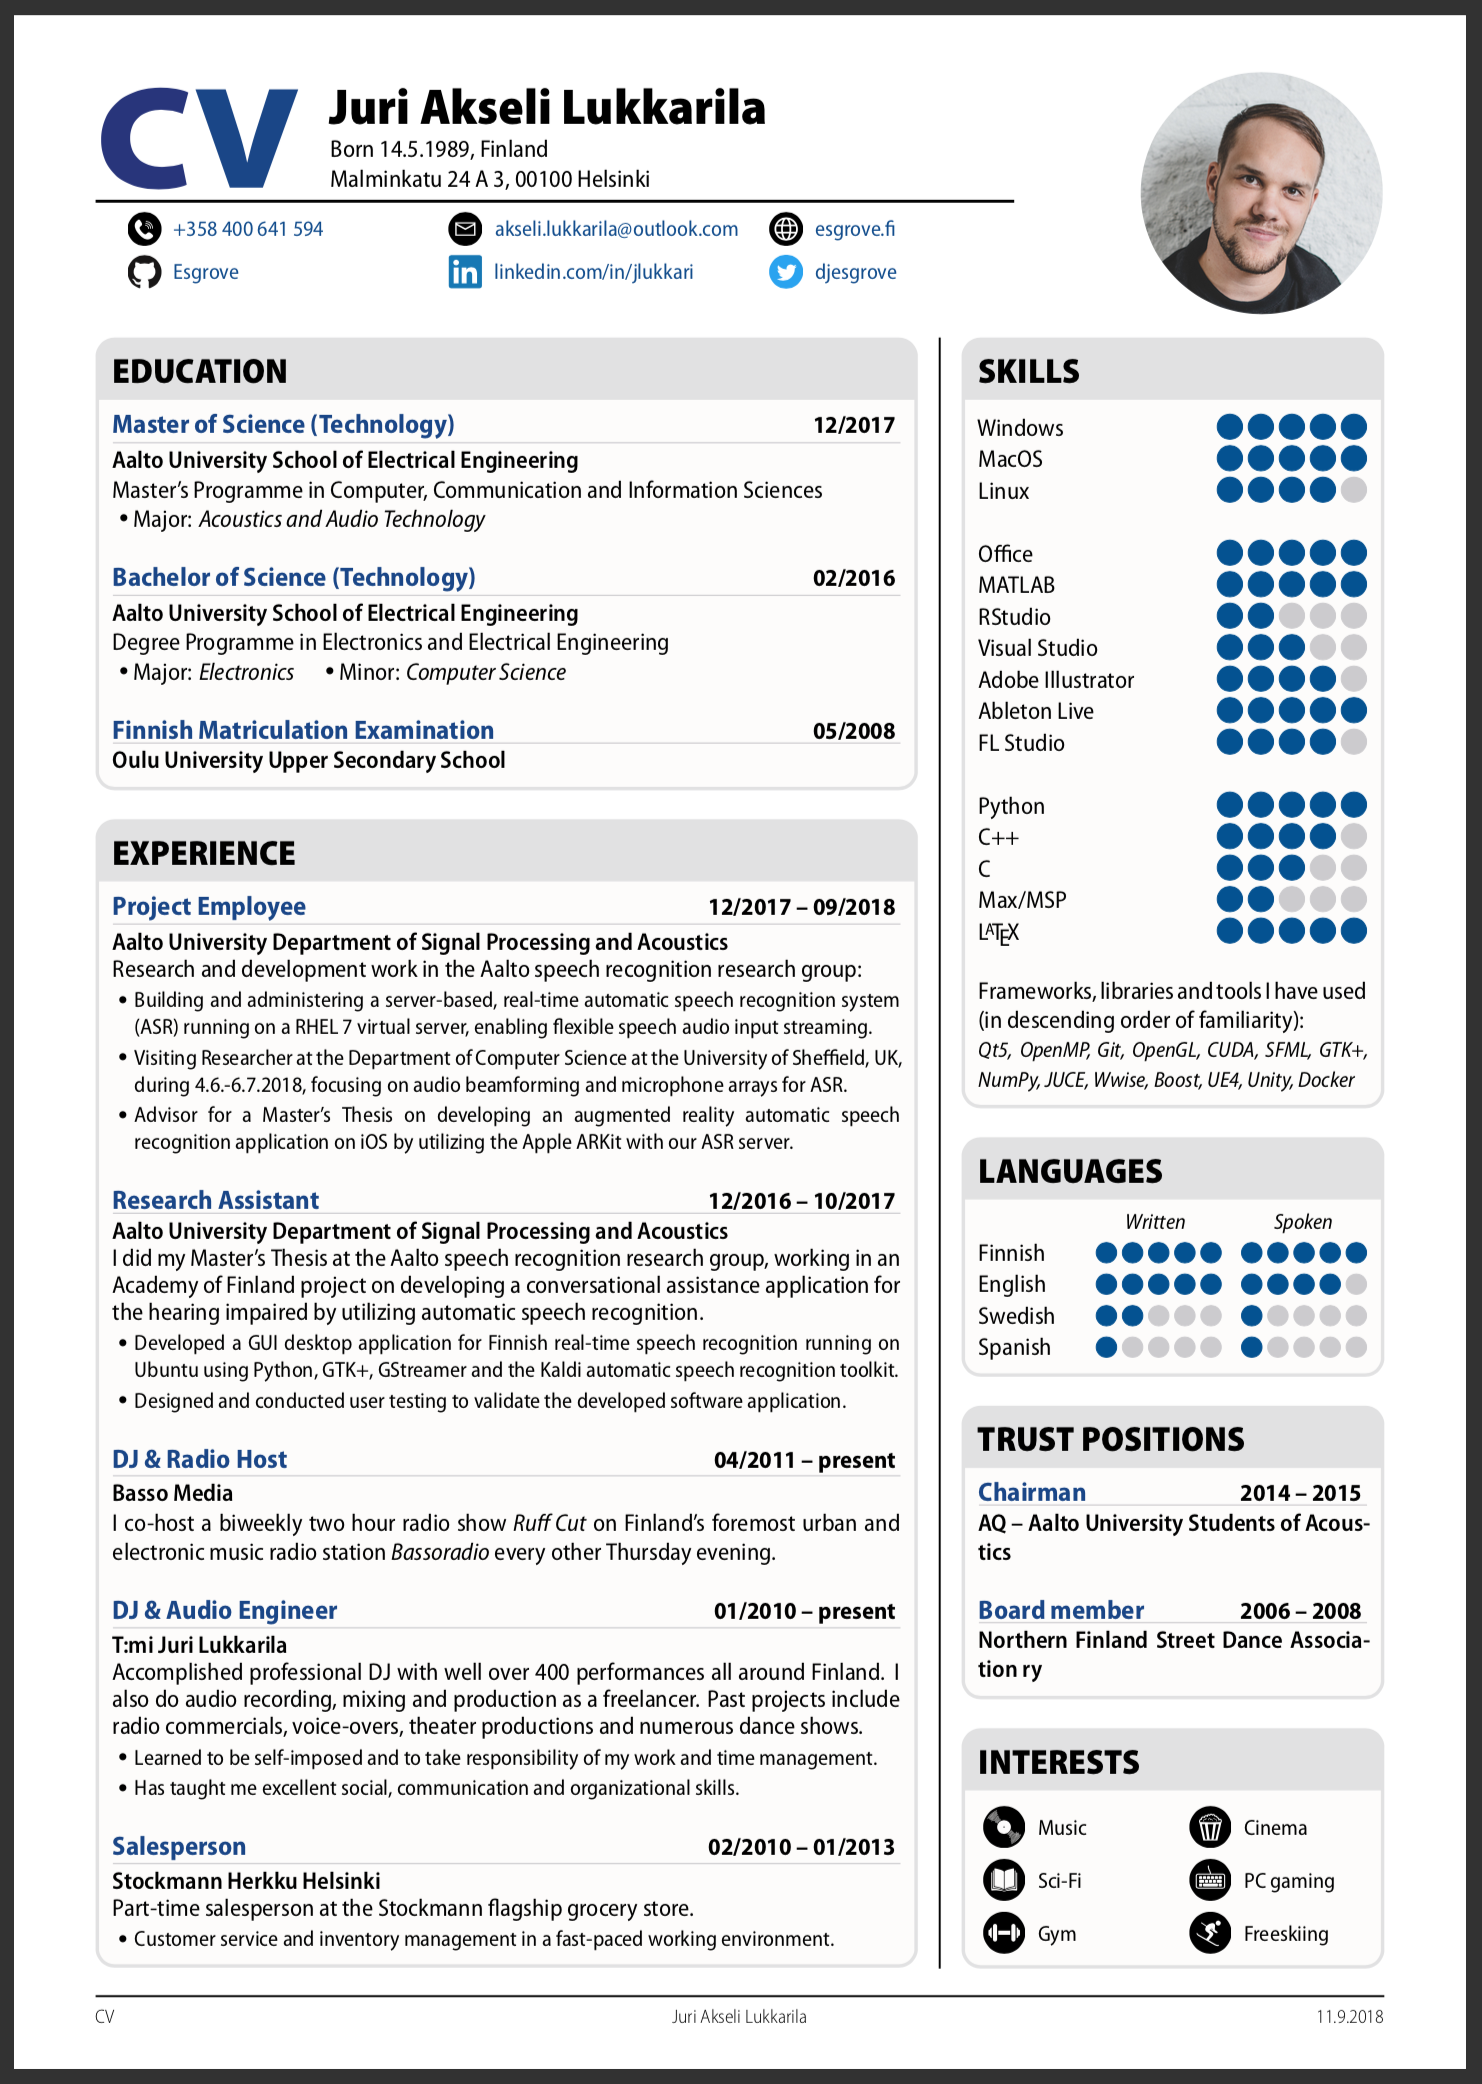 CV
Juri Akseli Lukkarila
Born 14.5.1989, Finland
Malminkatu 24 A 3, 00100 Helsinki
+358 400 641 594
akseli.lukkarila@outlook.com
esgrove.fi
Esgrove
linkedin.com/in/jlukkari
djesgrove
EDUCATION
Master of Science (Technology) 12/2017
Aalto University School of Electrical Engineering
Master's Programme in Computer, Communication and Information Sciences
• Major: Acoustics and Audio Technology
Bachelor of Science (Technology) 02/2016
Aalto University School of Electrical Engineering
Degree Programme in Electronics and Electrical Engineering
• Major: Electronics • Minor: Computer Science
Finnish Matriculation Examination 05/2008
Oulu University Upper Secondary School
EXPERIENCE
Project Employee 12/2017 – 09/2018
Aalto University Department of Signal Processing and Acoustics
Research and development work in the Aalto speech recognition research group:
• Building and administering a server-based, real-time automatic speech recognition system
(ASR) running on a RHEL 7 virtual server, enabling flexible speech audio input streaming.
• Visiting Researcher at the Department of Computer Science at the University of Sheffield, UK,
during 4.6.-6.7.2018, focusing on audio beamforming and microphone arrays for ASR.
• Advisor for a Master's Thesis on developing an augmented reality automatic speech
recognition application on iOS by utilizing the Apple ARKit with our ASR server.
Research Assistant 12/2016 – 10/2017
Aalto University Department of Signal Processing and Acoustics
I did my Master's Thesis at the Aalto speech recognition research group, working in an
Academy of Finland project on developing a conversational assistance application for
the hearing impaired by utilizing automatic speech recognition.
• Developed a GUI desktop application for Finnish real-time speech recognition running on
Ubuntu using Python, GTK+, GStreamer and the Kaldi automatic speech recognition toolkit.
• Designed and conducted user testing to validate the developed software application.
DJ & Radio Host 04/2011 – present
Basso Media
I co-host a biweekly two hour radio show Ruff Cut on Finland's foremost urban and
electronic music radio station Bassoradio every other Thursday evening.
DJ & Audio Engineer 01/2010 – present
T:mi Juri Lukkarila
Accomplished professional DJ with well over 400 performances all around Finland. I
also do audio recording, mixing and production as a freelancer. Past projects include
radio commercials, voice-overs, theater productions and numerous dance shows.
• Learned to be self-imposed and to take responsibility of my work and time management.
• Has taught me excellent social, communication and organizational skills.
Salesperson 02/2010 – 01/2013
Stockmann Herkku Helsinki
Part-time salesperson at the Stockmann flagship grocery store.
• Customer service and inventory management in a fast-paced working environment.
SKILLS
Windows
MacOS
Linux
Office
MATLAB
RStudio
Visual Studio
Adobe Illustrator
Ableton Live
FL Studio
Python
C++
C
Max/MSP
LATEX
Frameworks, libraries and tools I have used
(in descending order of familiarity):
Qt5, OpenMP, Git, OpenGL, CUDA, SFML, GTK+,
NumPy, JUCE, Wwise, Boost, UE4, Unity, Docker
LANGUAGES
Written Spoken
Finnish
English
Swedish
Spanish
TRUST POSITIONS
Chairman 2014 – 2015
AQ – Aalto University Students of Acous-
tics
Board member 2006 – 2008
Northern Finland Street Dance Associa-
tion ry
INTERESTS
Music Cinema
Sci-Fi PC gaming
Gym Freeskiing
CV Juri Akseli Lukkarila 11.9.2018